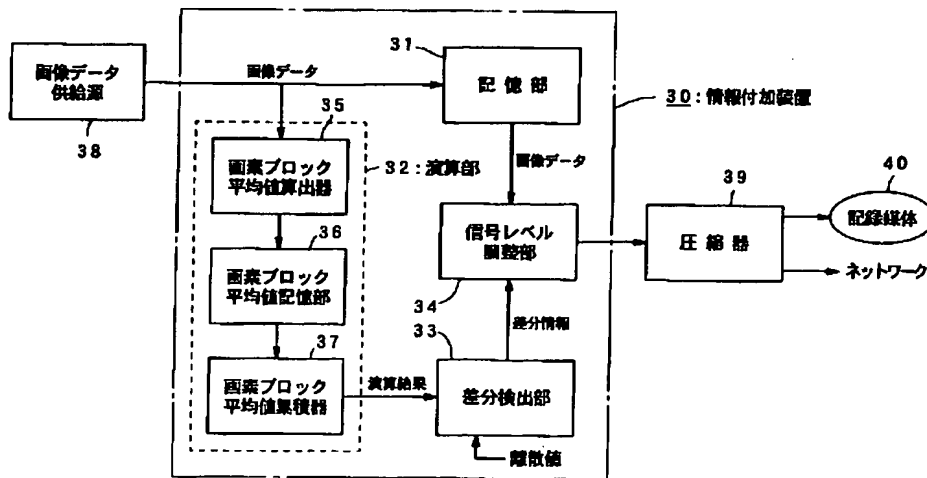 画像データ
供給源
38
画像データ
31
記憶部
30:情報付加装置
35
画素ブロック
平均値算出器
32:演算部
画像データ
36
画素ブロック
平均値記憶部
信号レベル
調整部
34
39
圧縮器
40
記録媒体
ネットワーク
37
画素ブロック
平均値累積器
演算結果
33
差分情報
差分検出部
離散値